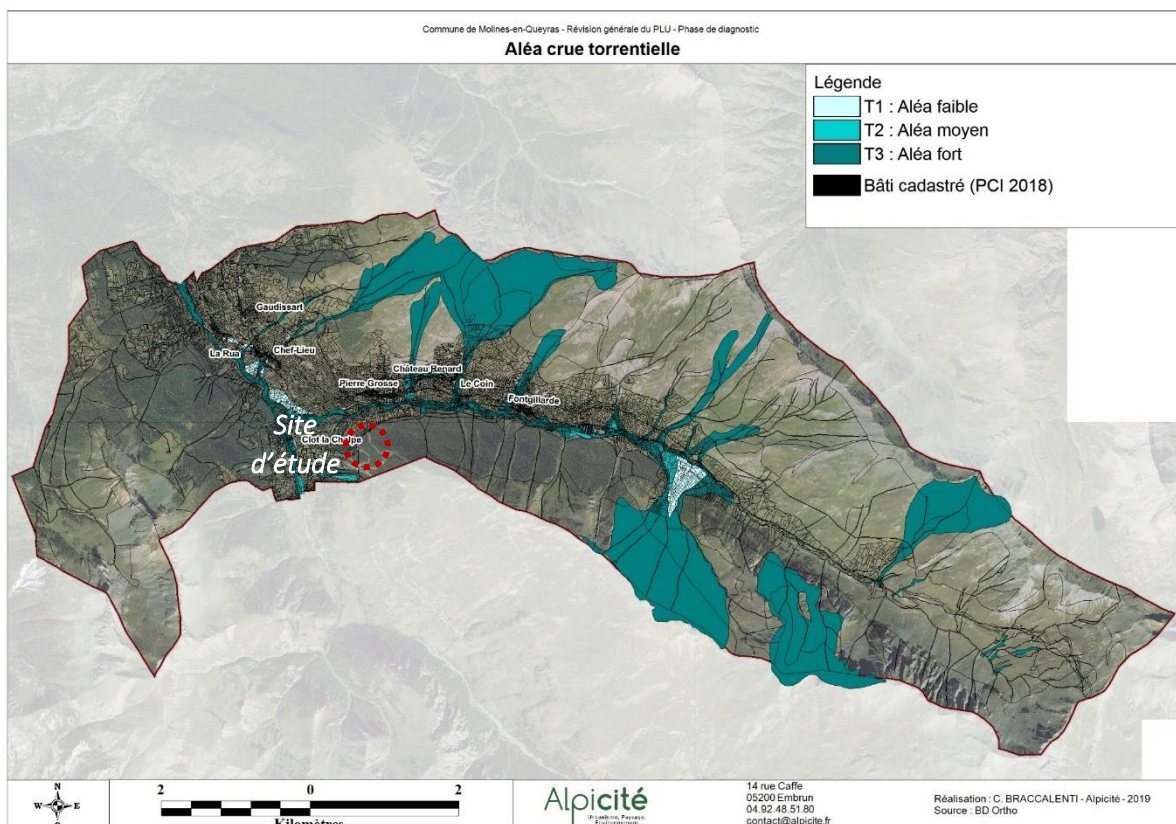 Commune de Molines-en-Queyras - Révision générale du PLU - Phase de diagnostic
Aléa crue torrentielle
Légende
T1 : Aléa faible
T2 : Aléa moyen
T3 : Aléa fort
Bâti cadastré (PCI 2018)
Gaudissart
La Rua
Chef-Lieu
Château Renard
Pierre Grosse
Le Coin
Fontgillarde
Site
Clot la Chalpe
d'étude
N
W
E
S
2
0
2
Kilomètres
Alpicité
Urbanisme, Paysage,
Environnement
14 rue Caffe
05200 Embrun
04.92.48.51.80
contact@alpicite.fr
Réalisation : C. BRACCALENTI - Alpicité - 2019
Source : BD Ortho